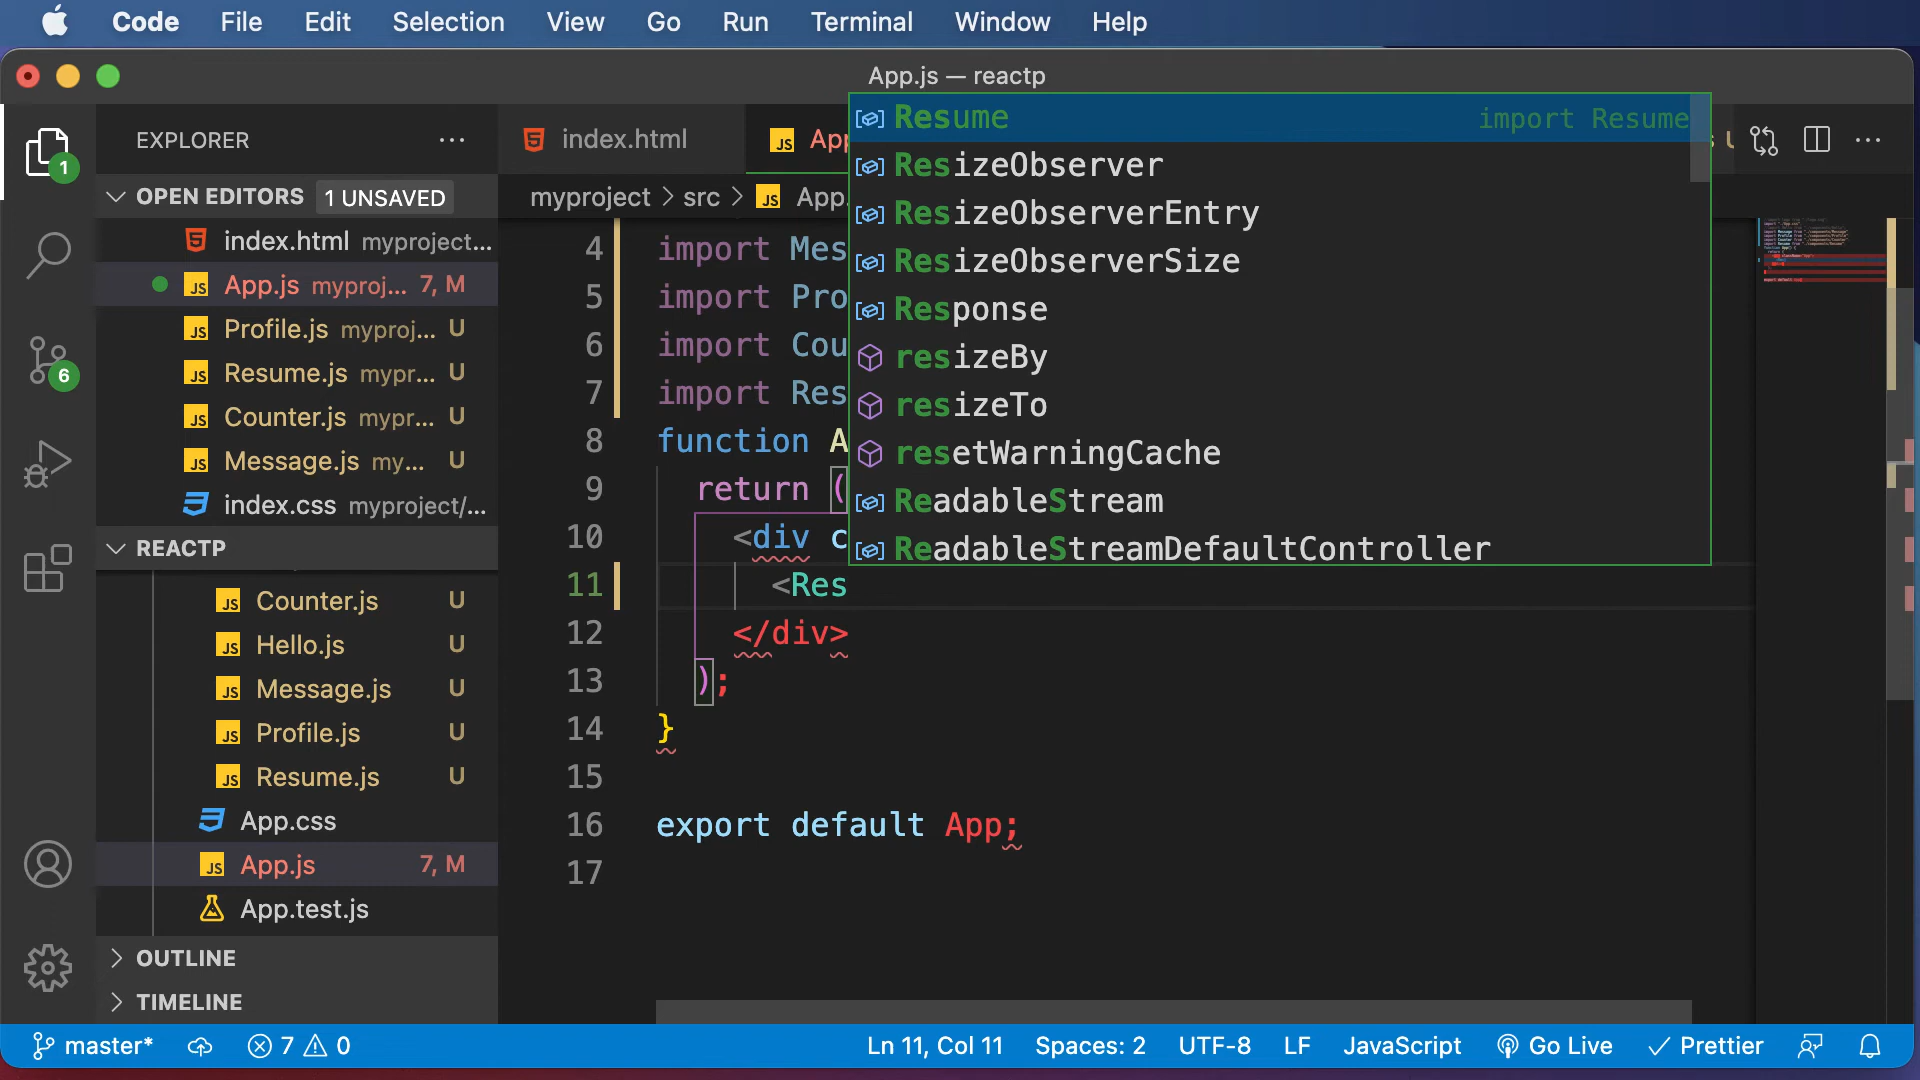 Code File Edit Selection View Go Run Terminal Window Help
App.js — reactp
EXPLORER
OPEN EDITORS 1 UNSAVED
index.html myproject...
App.js myproj... 7, M
Profile.js myproj... U
Resume.js mypr... U
Counter.js mypr... U
Message.js my... U
index.css myproject/...
REACTP
Counter.js U
Hello.js U
Message.js U
Profile.js U
Resume.js U
App.css
App.js 7, M
App.test.js
OUTLINE
TIMELINE
1
6
index.html
App
myproject > src > App.
4 import Mes
5 import Pro
6 import Cou
7 import Res
8 function A
9 return (
10 <div c
11 <Res
12 </div>
13 );
14 }
15
16 export default App;
17
Resume import Resume
ResizeObserver
ResizeObserverEntry
ResizeObserverSize
Response
resizeBy
resizeTo
resetWarningCache
ReadableStream
ReadableStreamDefaultController
master* 7 0 Ln 11, Col 11 Spaces: 2 UTF-8 LF JavaScript Go Live Prettier